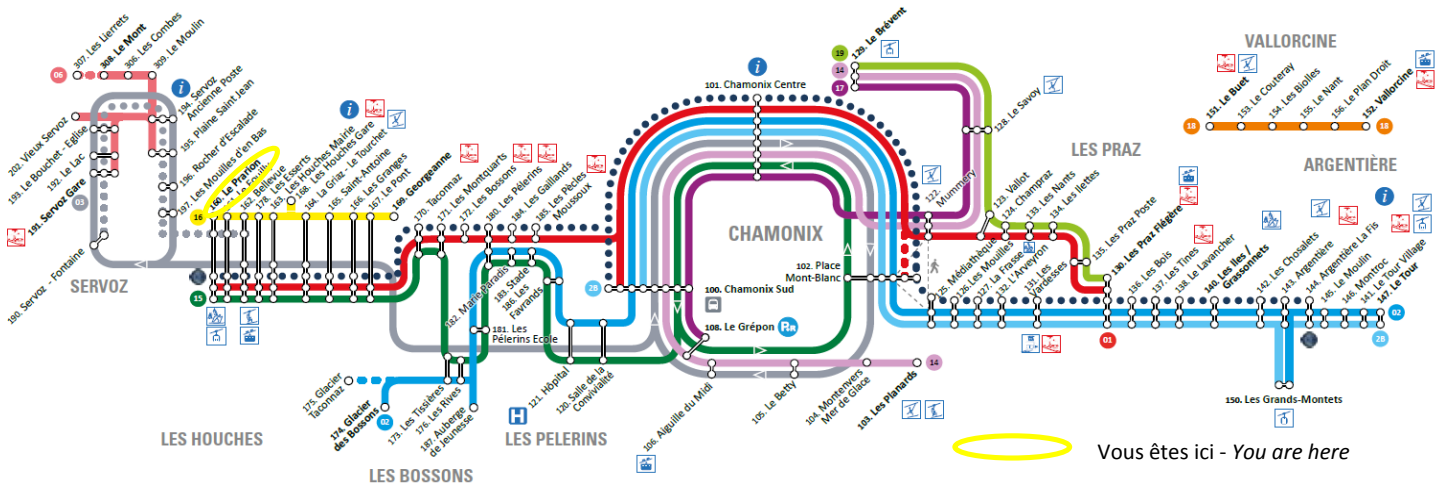 307. Les Lierrets
308. Le Mont
306. Les Combes
309. Le Moulin
06
194. Servoz
Ancienne Poste
195. Plaine Saint Jean
196. Rocher d'Escalade
197. Les Mouilles d'en Bas
202. Vieux Servoz
193. Le Bouchet - Eglise
192. Le Lac
191. Servoz Gare
03
190. Servoz - Fontaine
SERVOZ
16
15
160. Le Prarion
162. Bellevue
178. Les Esserts
163. Les Houches Mairie
168. Les Houches Gare
164. La Griaz- Le Tourchet
165. Saint-Antoine
166. Les Granges
167. Le Pont
169. Georgeanne
LES HOUCHES
170. Taconnaz
171. Les Montquarts
172. Les Bossons
180. Les Pélerins
184. Les Gaillands
185. Les Pècles
Moussoux
182. Marie Paradis
183. Stade
186. Les
Favrands
181. Les
Pélerins Ecole
175. Glacier
Taconnaz
174. Glacier
des Bossons
02
173. Les Tissières
176. Les Rives
187. Auberge
de Jeunesse
LES BOSSONS
121. Hôpital
120. Salle de la
Convivialité
H
LES PELERINS
2B
101. Chamonix Centre
CHAMONIX
102. Place
Mont-Blanc
100. Chamonix Sud
108. Le Grépon
106. Aiguille du Midi
105. Le Betty
104. Montenvers
Mer de Glace
103. Les Planards
14
19
14
17
129. Le Brévent
128. Le Savoy
122. Mummery
123. Vallot
124. Champraz
133. Les Nants
134. Les Ilettes
LES PRAZ
135. Les Praz Poste
130. Les Praz Flégère
01
125. Médiathèque
126. Les Mouilles
127. La Frasse
132. L'Arveyron
131. Les
Vardesses
136. Les Bois
137. Les Tines
138. Le Lavancher
140. Les Iles /
Grassonnets
142. Les Chosalets
143. Argentière
144. Argentière La Fis
145. Le Moulin
146. Montroc
141. Le Tour Village
147. Le Tour
02
2B
ARGENTIÈRE
150. Les Grands-Montets
VALLORCINE
18
151. Le Buet
153. Le Couteray
154. Les Biolles
155. Le Nant
156. Le Plan Droit
152. Vallorcine
18
Vous êtes ici - You are here